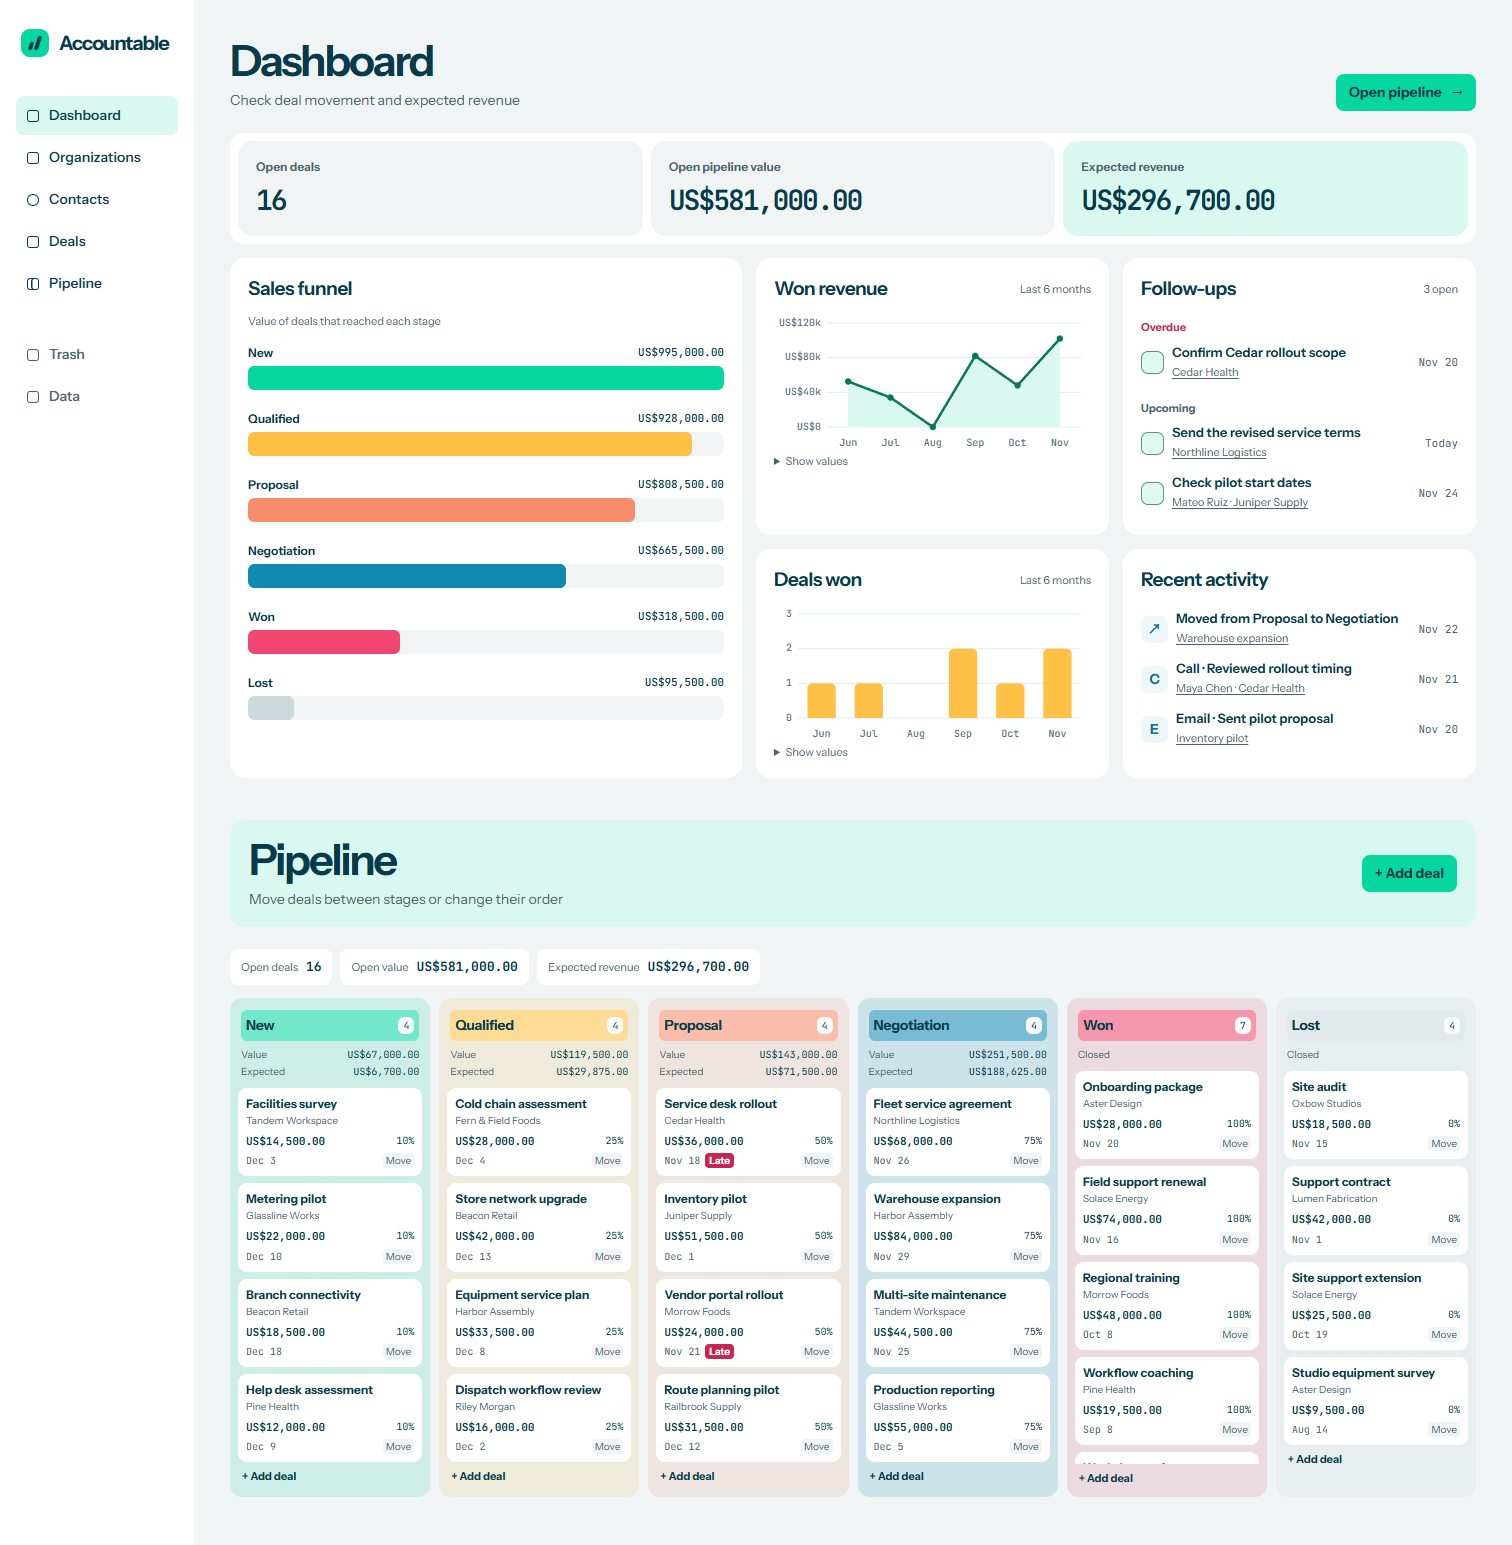 Accountable
Dashboard
Organizations
Contacts
Deals
Pipeline
Trash
Data
Dashboard
Check deal movement and expected revenue
Open pipeline →
Open deals
16
Open pipeline value
US$581,000.00
Expected revenue
US$296,700.00
Sales funnel
Value of deals that reached each stage
New US$995,000.00
Qualified US$928,000.00
Proposal US$808,500.00
Negotiation US$665,500.00
Won US$318,500.00
Lost US$95,500.00
Won revenue Last 6 months
US$120k
US$80k
US$40k
US$0
Jun Jul Aug Sep Oct Nov
Show values
Deals won Last 6 months
3
2
1
0
Jun Jul Aug Sep Oct Nov
Show values
Follow-ups 3 open
Overdue
Confirm Cedar rollout scope
Cedar Health
Nov 20
Upcoming
Send the revised service terms
Northline Logistics
Today
Check pilot start dates
Mateo Ruiz · Juniper Supply
Nov 24
Recent activity
Moved from Proposal to Negotiation
Warehouse expansion
Nov 22
C
Call · Reviewed rollout timing
Maya Chen · Cedar Health
Nov 21
E
Email · Sent pilot proposal
Inventory pilot
Nov 20
Pipeline
Move deals between stages or change their order
+ Add deal
Open deals 16
Open value US$581,000.00
Expected revenue US$296,700.00
New 4
Value US$67,000.00
Expected US$6,700.00
Facilities survey
Tandem Workspace
US$14,500.00 10%
Dec 3 Move
Metering pilot
Glassline Works
US$22,000.00 10%
Dec 10 Move
Branch connectivity
Beacon Retail
US$18,500.00 10%
Dec 18 Move
Help desk assessment
Pine Health
US$12,000.00 10%
Dec 9 Move
+ Add deal
Qualified 4
Value US$119,500.00
Expected US$29,875.00
Cold chain assessment
Fern & Field Foods
US$28,000.00 25%
Dec 4 Move
Store network upgrade
Beacon Retail
US$42,000.00 25%
Dec 13 Move
Equipment service plan
Harbor Assembly
US$33,500.00 25%
Dec 8 Move
Dispatch workflow review
Riley Morgan
US$16,000.00 25%
Dec 2 Move
+ Add deal
Proposal 4
Value US$143,000.00
Expected US$71,500.00
Service desk rollout
Cedar Health
US$36,000.00 50%
Nov 18 Late Move
Inventory pilot
Juniper Supply
US$51,500.00 50%
Dec 1 Move
Vendor portal rollout
Morrow Foods
US$24,000.00 50%
Nov 21 Late Move
Route planning pilot
Railbrook Supply
US$31,500.00 50%
Dec 12 Move
+ Add deal
Negotiation 4
Value US$251,500.00
Expected US$188,625.00
Fleet service agreement
Northline Logistics
US$68,000.00 75%
Nov 26 Move
Warehouse expansion
Harbor Assembly
US$84,000.00 75%
Nov 29 Move
Multi-site maintenance
Tandem Workspace
US$44,500.00 75%
Nov 25 Move
Production reporting
Glassline Works
US$55,000.00 75%
Dec 5 Move
+ Add deal
Won 7
Closed
Onboarding package
Aster Design
US$28,000.00 100%
Nov 20 Move
Field support renewal
Solace Energy
US$74,000.00 100%
Nov 16 Move
Regional training
Morrow Foods
US$48,000.00 100%
Oct 8 Move
Workflow coaching
Pine Health
US$19,500.00 100%
Sep 8 Move
+ Add deal
Lost 4
Closed
Site audit
Oxbow Studios
US$18,500.00 0%
Nov 15 Move
Support contract
Lumen Fabrication
US$42,000.00 0%
Nov 1 Move
Site support extension
Solace Energy
US$25,500.00 0%
Oct 19 Move
Studio equipment survey
Aster Design
US$9,500.00 0%
Aug 14 Move
+ Add deal